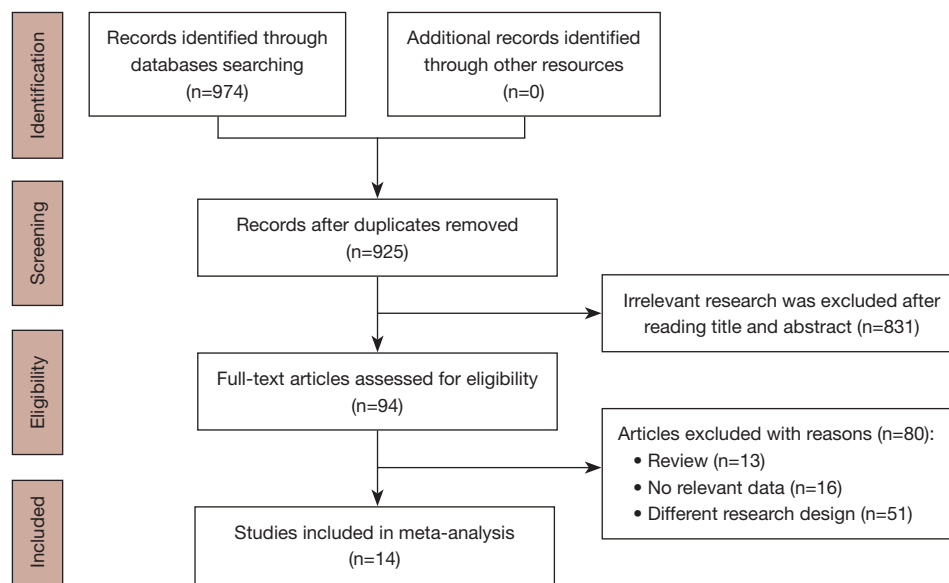 Identification
Records identified through
databases searching
(n=974)
Additional records identified
through other resources
(n=0)
Screening
Records after duplicates removed
(n=925)
Irrelevant research was excluded after
reading title and abstract (n=831)
Eligibility
Full-text articles assessed for eligibility
(n=94)
Articles excluded with reasons (n=80):
• Review (n=13)
• No relevant data (n=16)
• Different research design (n=51)
Included
Studies included in meta-analysis
(n=14)